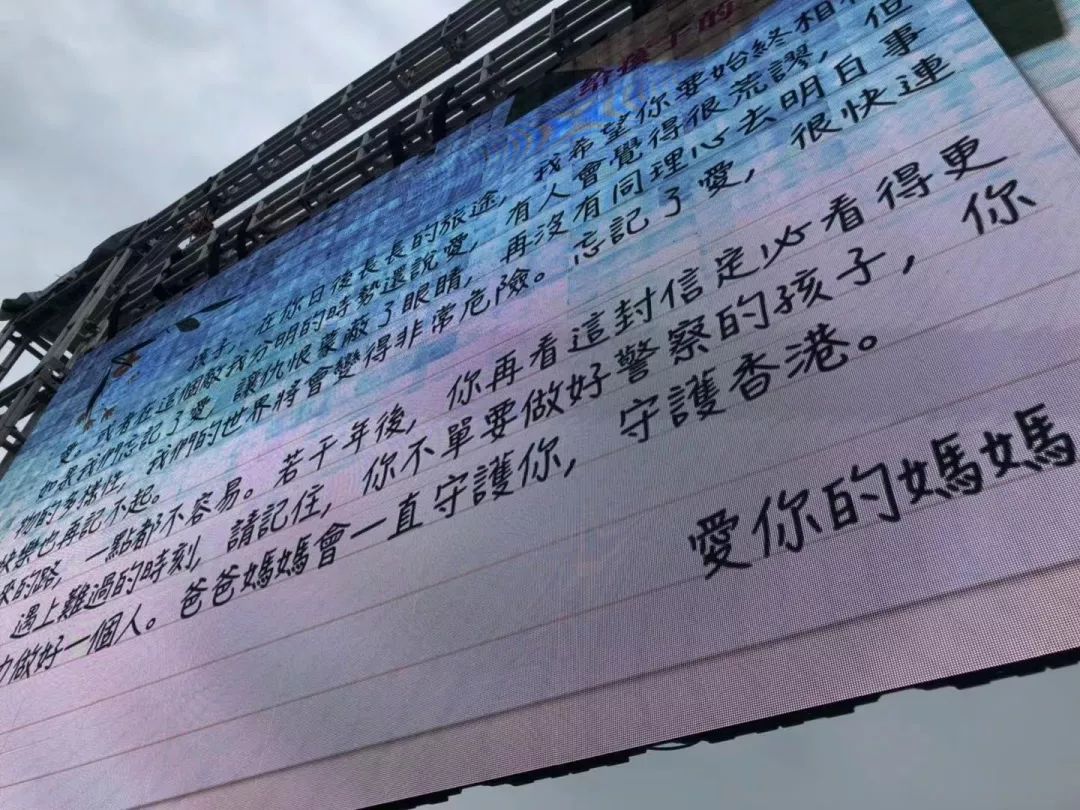 給孩子的
孩子,在你日後長長的旅途,我希望你要始終相
愛。或者在這個敵我分明的時勢還說愛,有人會覺得很荒謬,但
如果我們忘記了愛,讓仇恨蒙蔽了眼睛,再沒有同理心去明白事
物的多樣性,我們的世界將會變得非常危險。忘記了愛,很快連
快樂也再記不起。
來的路,一點都不容易。若干年後,你再看這封信定必看得更
遇上難過的時刻,請記住,你不單要做好警察的孩子,你
力做好一個人。爸爸媽媽會一直守護你,守護香港。
愛你的媽媽